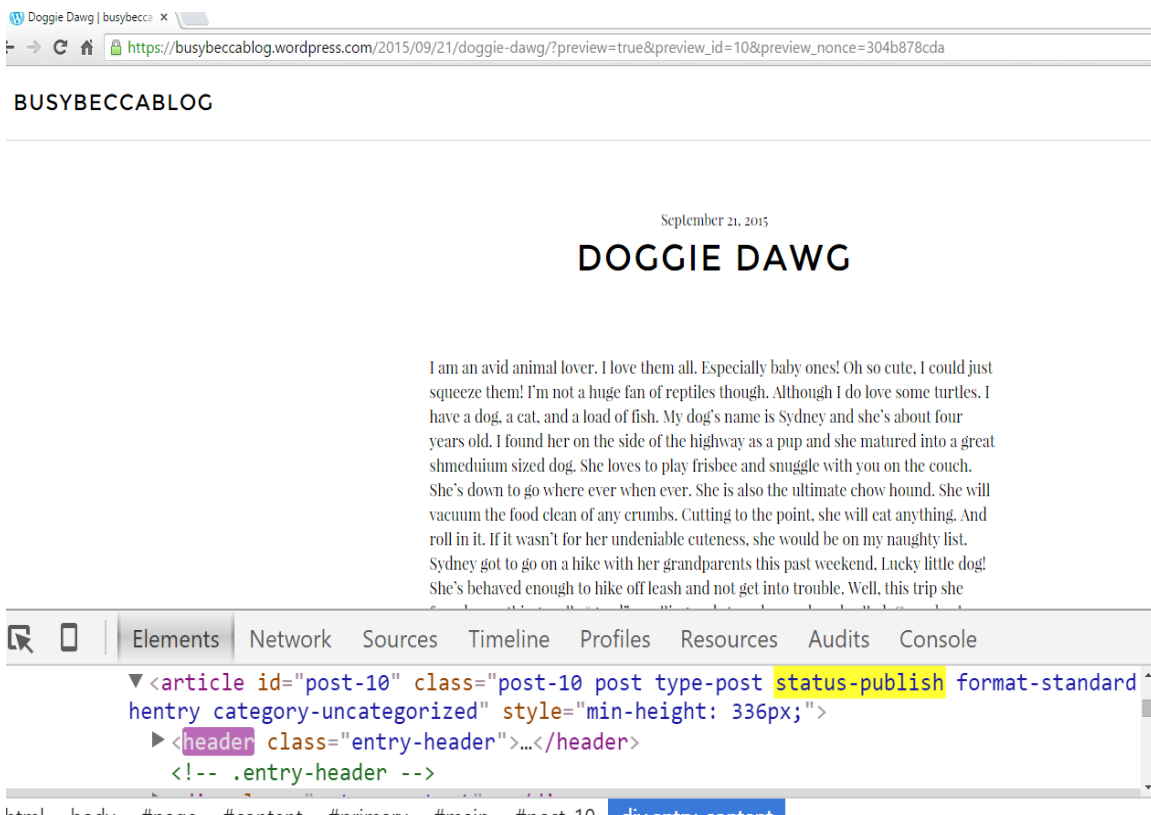 Doggie Dawg | busybecca
https://busybeccablog.wordpress.com/2015/09/21/doggie-dawg/?preview=true&preview_id=10&preview_nonce=304b878cda
BUSYBECCABLOG
September 21, 2015
DOGGIE DAWG
I am an avid animal lover. I love them all. Especially baby ones! Oh so cute, I could just
squeeze them! I'm not a huge fan of reptiles though. Although I do love some turtles. I
have a dog, a cat, and a load of fish. My dog's name is Sydney and she's about four
years old. I found her on the side of the highway as a pup and she matured into a great
shmeduium sized dog. She loves to play frisbee and snuggle with you on the couch.
She's down to go where ever when ever. She is also the ultimate chow hound. She will
vacuum the food clean of any crumbs. Cutting to the point, she will eat anything. And
roll in it. If it wasn't for her undeniable cuteness, she would be on my naughty list.
Sydney got to go on a hike with her grandparents this past weekend, Lucky little dog!
She's behaved enough to hike off leash and not get into trouble. Well, this trip she
Elements Network Sources Timeline Profiles Resources Audits Console
▼<article id="post-10" class="post-10 post type-post status-publish format-standard
hentry category-uncategorized" style="min-height: 336px;">
▶<header class="entry-header">…</header>
<!-- .entry-header -->
html body #page #content #primary #main #post-10 div.entry-content